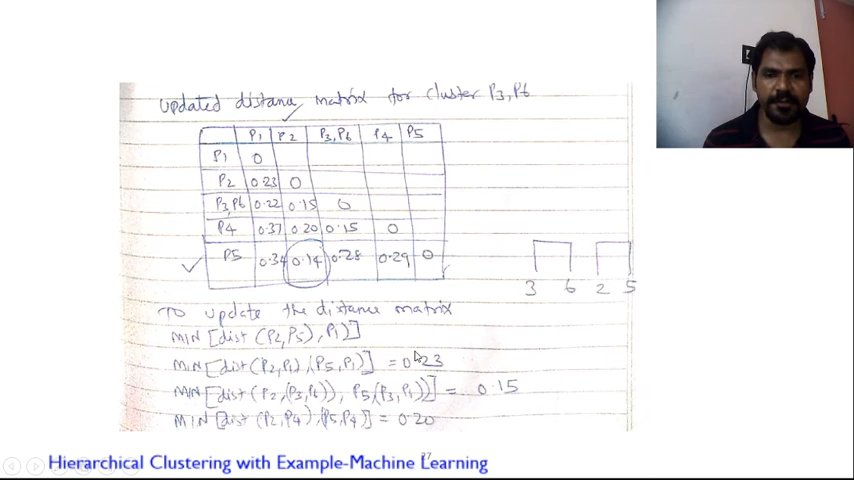 Updated distance matrix for cluster P3,P6
P1 P2 P3,P6 P4 P5
P1 0
P2 0.23 0
P3,P6 0.22 0.15 0
P4 0.37 0.20 0.15 0
P5 0.34 0.14 0.28 0.29 0
3 6 2 5
To update the distance matrix
MIN[dist(P2,P5),P1)]
MIN[dist(P2,P1),(P5,P1)] = 0.23
MIN[dist(P2,(P3,P6)), P5,(P3,P6))] = 0.15
MIN[dist(P2,P4),(P5,P4)] = 0.20
27
Hierarchical Clustering with Example-Machine Learning